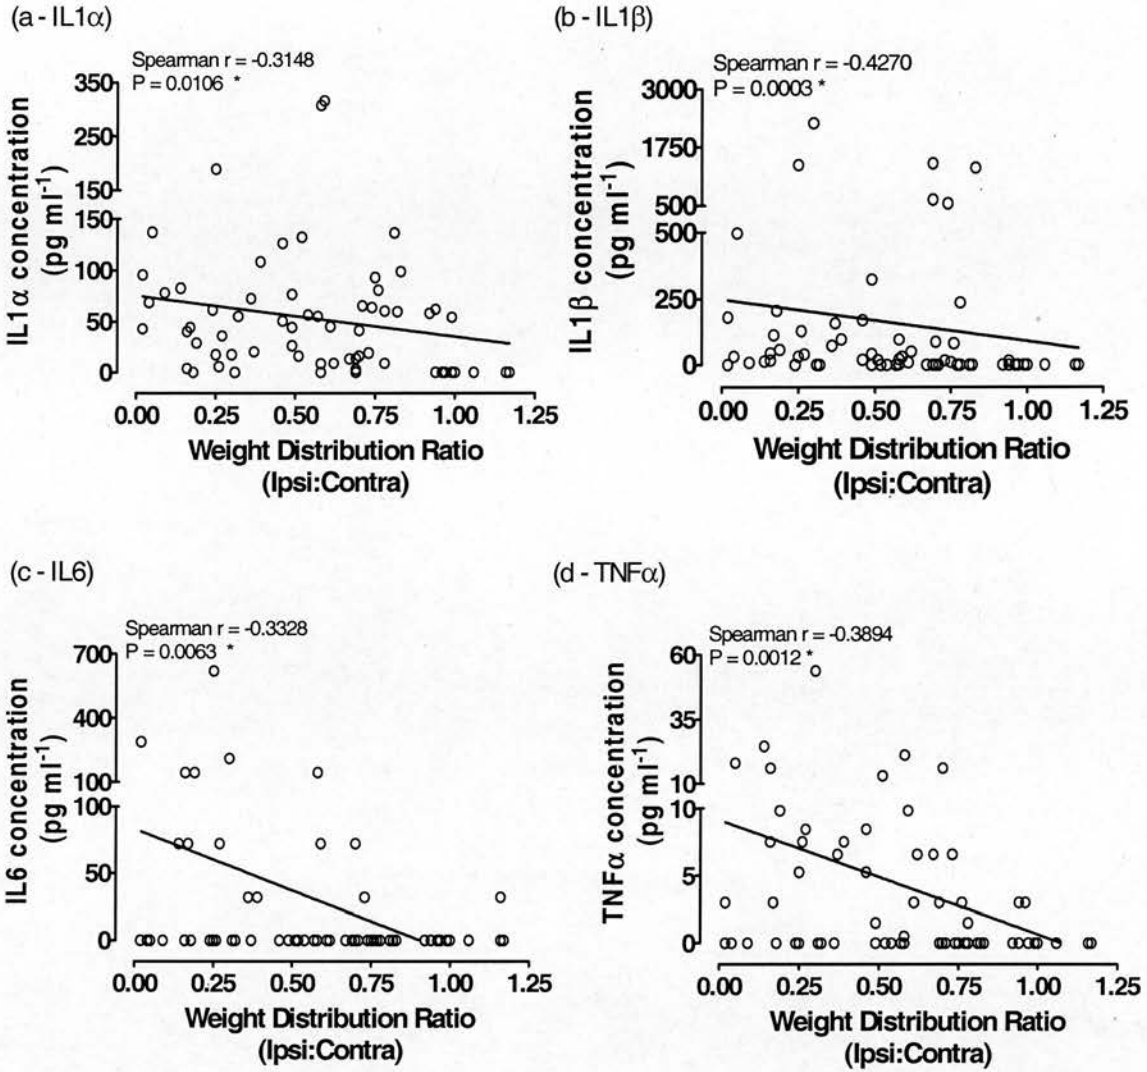 (a - IL1α)
Spearman r = -0.3148
P = 0.0106 *
350
250
150
150
100
50
0
IL1α concentration
(pg ml-1)
0.00 0.25 0.50 0.75 1.00 1.25
Weight Distribution Ratio
(Ipsi:Contra)
(b - IL1β)
Spearman r = -0.4270
P = 0.0003 *
3000
1750
500
500
250
0
IL1β concentration
(pg ml-1)
0.00 0.25 0.50 0.75 1.00 1.25
Weight Distribution Ratio
(Ipsi:Contra)
(c - IL6)
Spearman r = -0.3328
P = 0.0063 *
700
400
100
100
50
0
IL6 concentration
(pg ml-1)
0.00 0.25 0.50 0.75 1.00 1.25
Weight Distribution Ratio
(Ipsi:Contra)
(d - TNFα)
Spearman r = -0.3894
P = 0.0012 *
60
35
10
10
5
0
TNFα concentration
(pg ml-1)
0.00 0.25 0.50 0.75 1.00 1.25
Weight Distribution Ratio
(Ipsi:Contra)